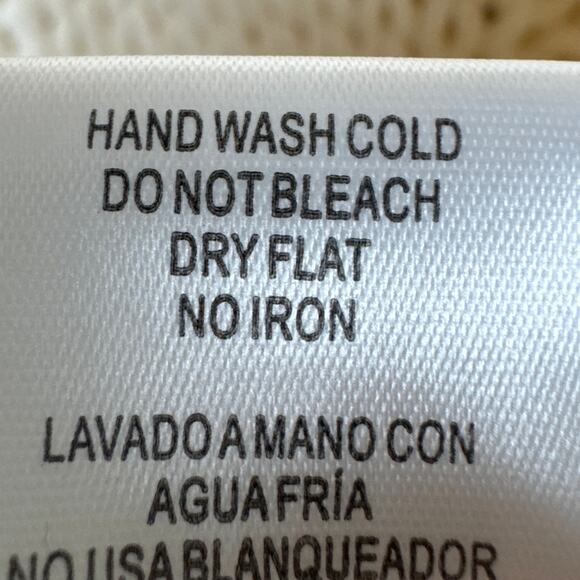 HAND WASH COLD
DO NOT BLEACH
DRY FLAT
NO IRON
LAVADO A MANO CON
AGUA FRÍA
NO USA BLANQUEADOR